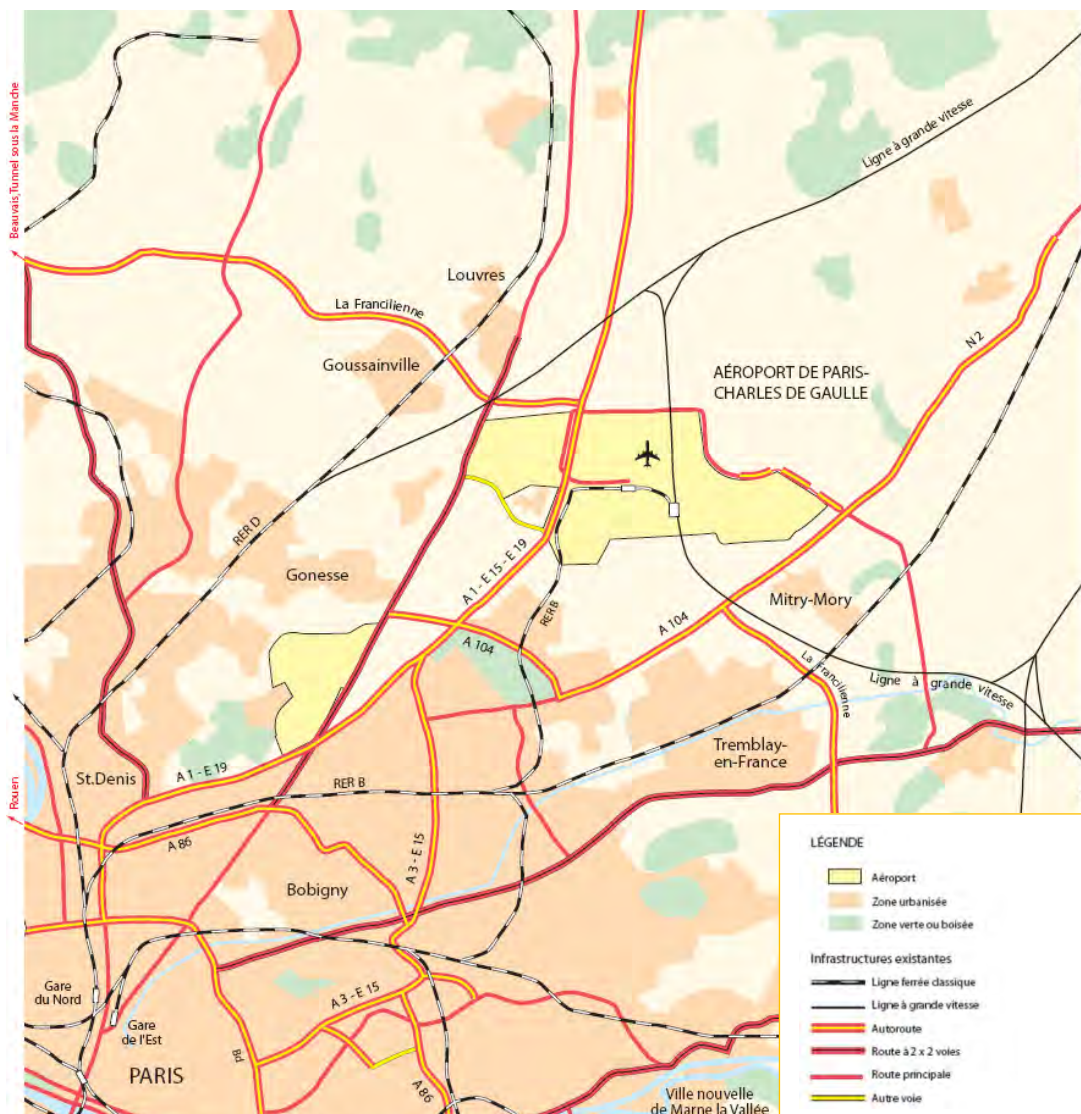 Beauvais, Tunnel sous la Manche
Ligne à grande vitesse
Louvres
La Francilienne
Goussainville
N 2
AÉROPORT DE PARIS-
CHARLES DE GAULLE
RER D
Gonesse
A 1 - E 15 - E 19
RER B
A 104
A 104
Mitry-Mory
La Francilienne
Ligne à grande vitesse
Tremblay-
en-France
St.Denis
A 1 - E 19
RER B
Rouen
A 86
A 3 - E 15
Bobigny
Gare
du Nord
Gare
de l'Est
A 3 - E 15
Bd
PARIS
A 86
Ville nouvelle
de Marne la Vallée
LÉGENDE
Aéroport
Zone urbanisée
Zone verte ou boisée
Infrastructures existantes
Ligne ferrée classique
Ligne à grande vitesse
Autoroute
Route à 2 x 2 voies
Route principale
Autre voie